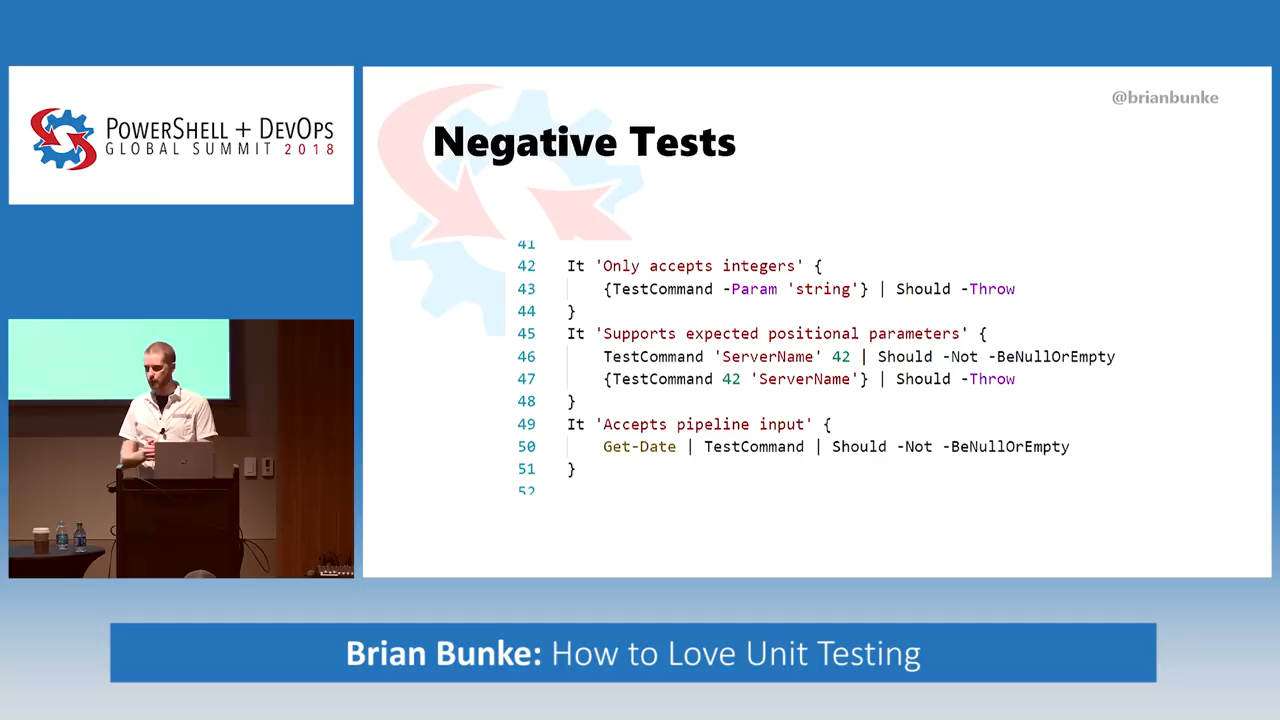 POWERSHELL + DEVOPS
GLOBAL SUMMIT 2018
@brianbunke
Negative Tests
41
42 It 'Only accepts integers' {
43 {TestCommand -Param 'string'} | Should -Throw
44 }
45 It 'Supports expected positional parameters' {
46 TestCommand 'ServerName' 42 | Should -Not -BeNullOrEmpty
47 {TestCommand 42 'ServerName'} | Should -Throw
48 }
49 It 'Accepts pipeline input' {
50 Get-Date | TestCommand | Should -Not -BeNullOrEmpty
51 }
52
Brian Bunke: How to Love Unit Testing